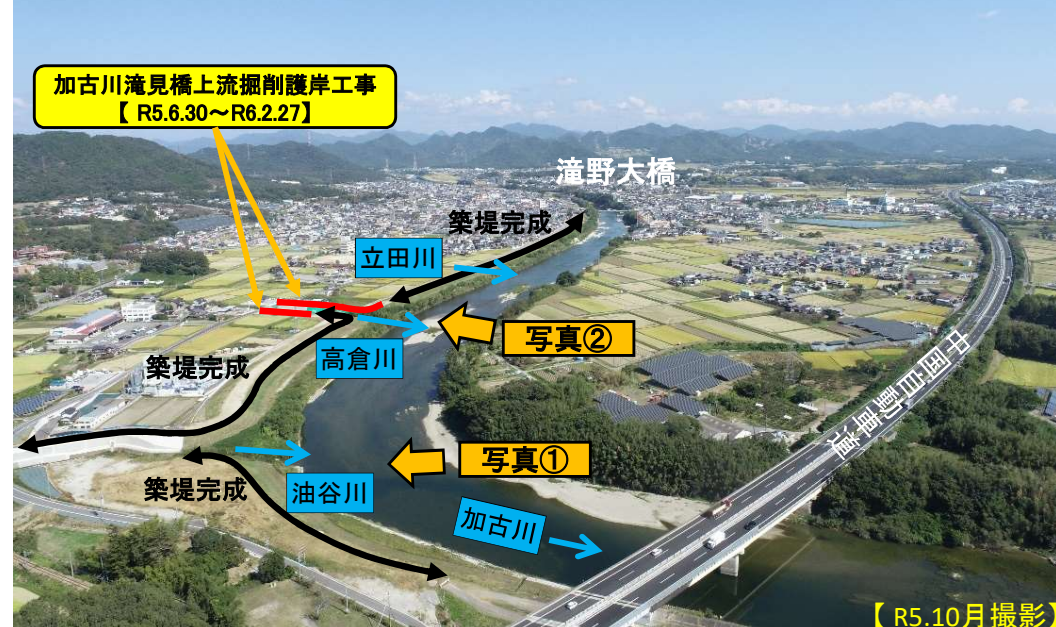 加古川滝見橋上流掘削護岸工事
【 R5.6.30～R6.2.27】
滝野大橋
築堤完成
立田川
写真②
高倉川
築堤完成
中国自動車道
写真①
築堤完成
油谷川
加古川
【 R5.10月撮影】